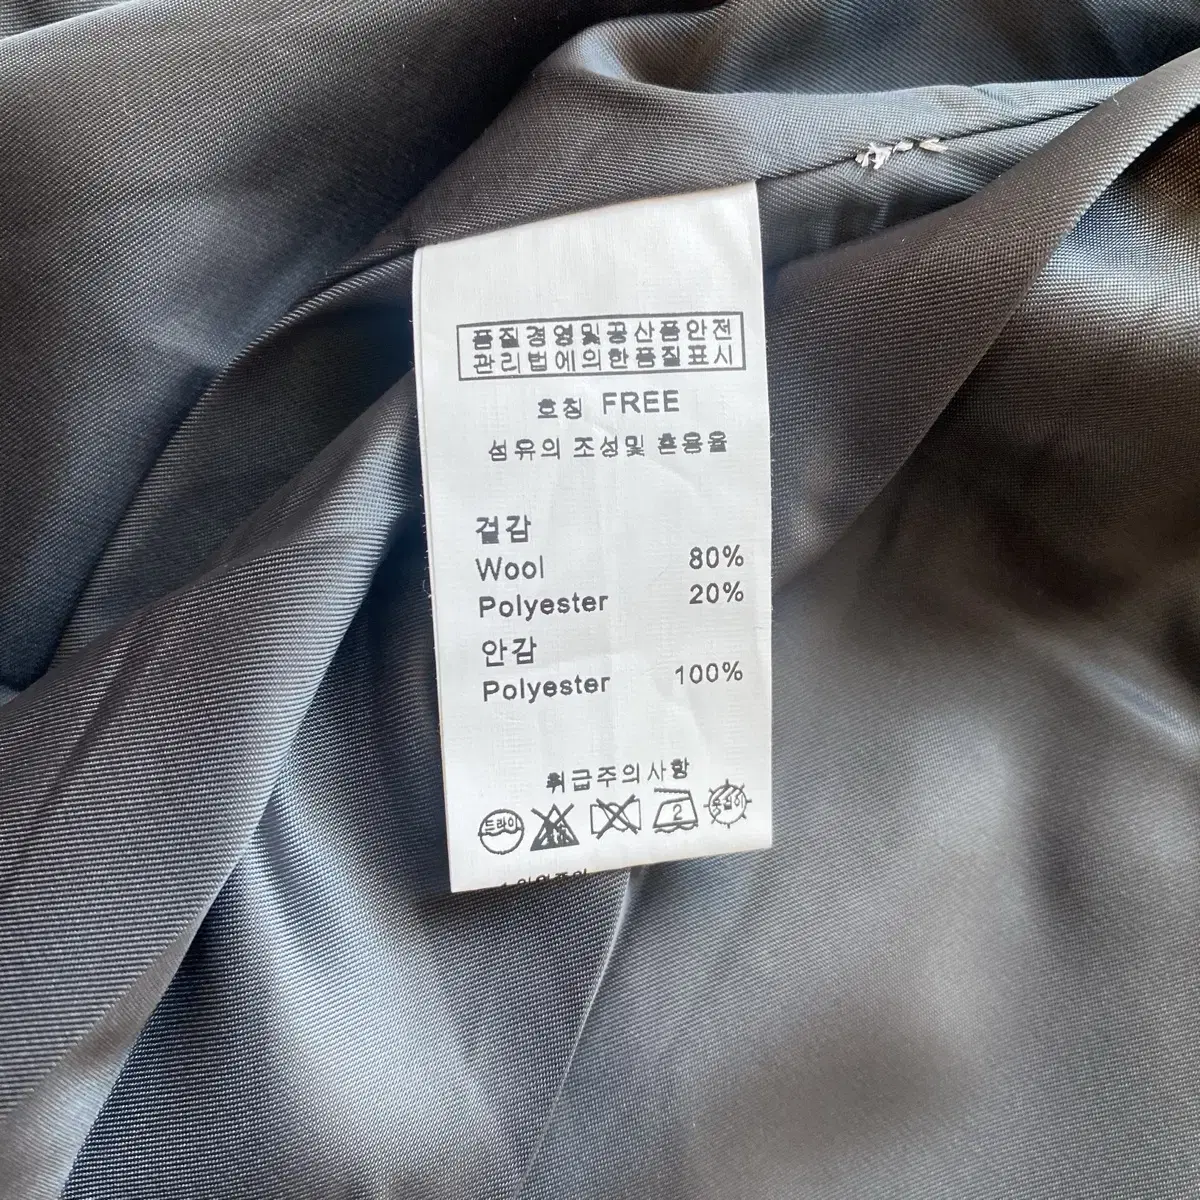 품질경영및공산품안전
관리법에의한품질표시
호칭 FREE
섬유의 조성및 혼용율
겉감
Wool 80%
Polyester 20%
안감
Polyester 100%
취급주의사항
드라이
2